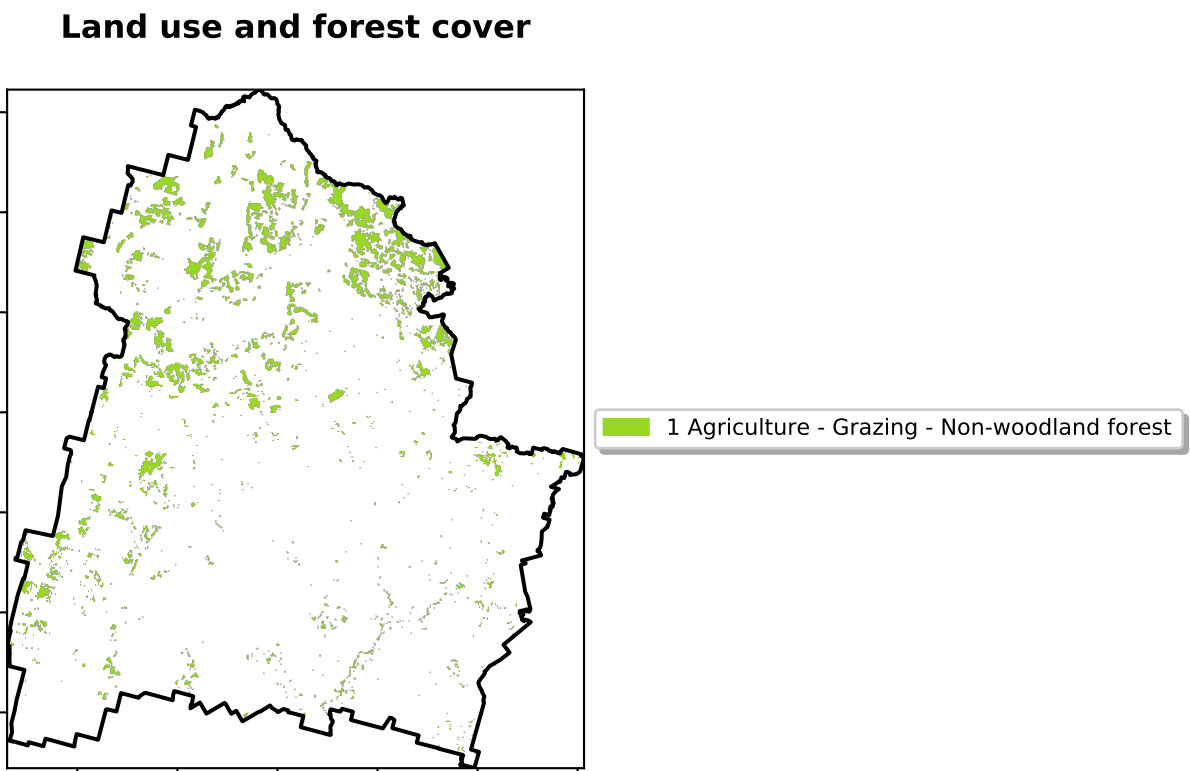 Land use and forest cover
1 Agriculture - Grazing - Non-woodland forest